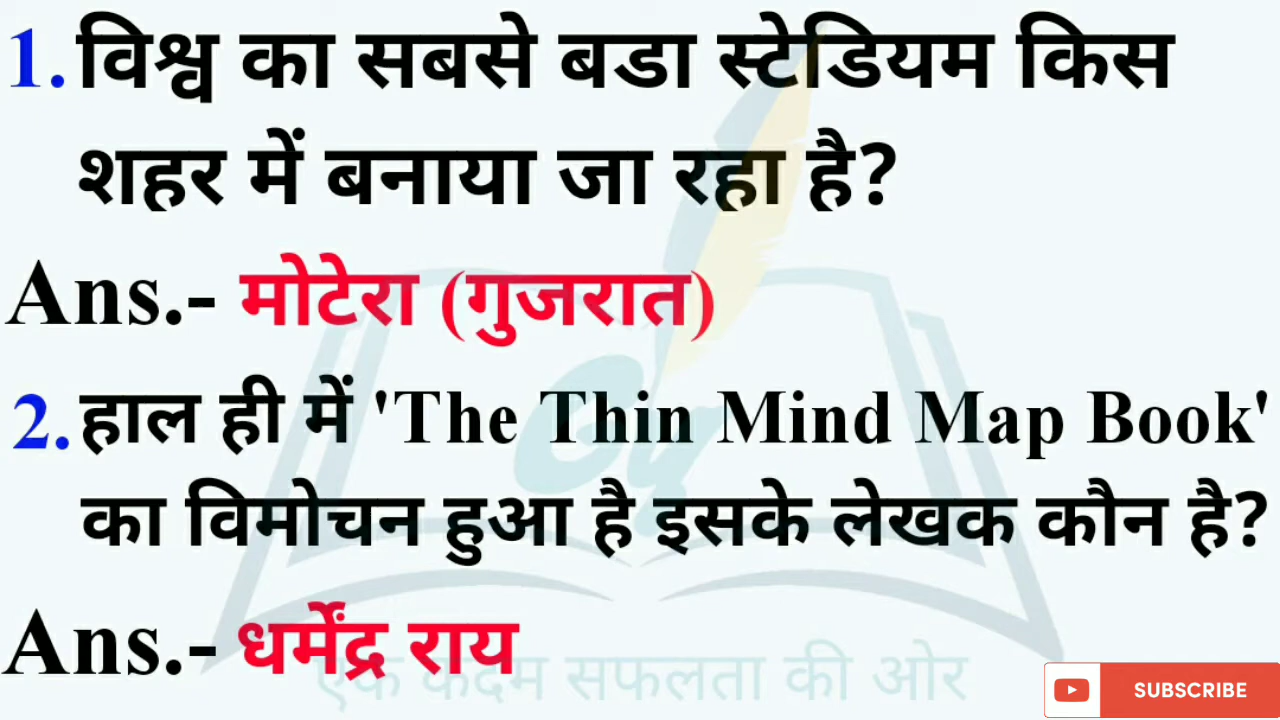 1. विश्व का सबसे बडा स्टेडियम किस
शहर में बनाया जा रहा है?
Ans.- मोटेरा (गुजरात)
2. हाल ही में 'The Thin Mind Map Book'
का विमोचन हुआ है इसके लेखक कौन है?
Ans.- धर्मेंद्र राय
एक कदम सफलता की ओर
SUBSCRIBE